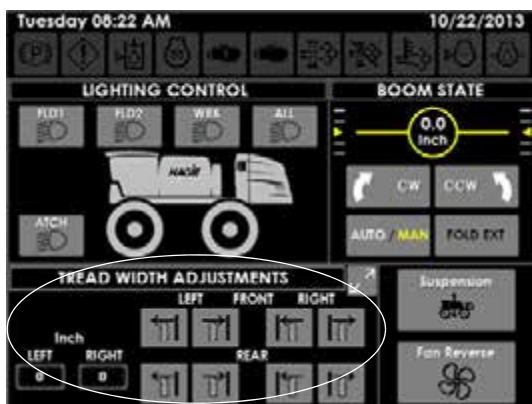 Tuesday 08:22 AM 10/22/2013
LIGHTING CONTROL
BOOM STATE
FLD1 FLD2 WRK ALL
0.0
Inch
HAGIE
CW CCW
ATCH
AUTO / MAN FOLD EXT
TREAD WIDTH ADJUSTMENTS
Suspension
LEFT FRONT RIGHT
Inch
LEFT RIGHT
REAR
0 0
Fan Reverse